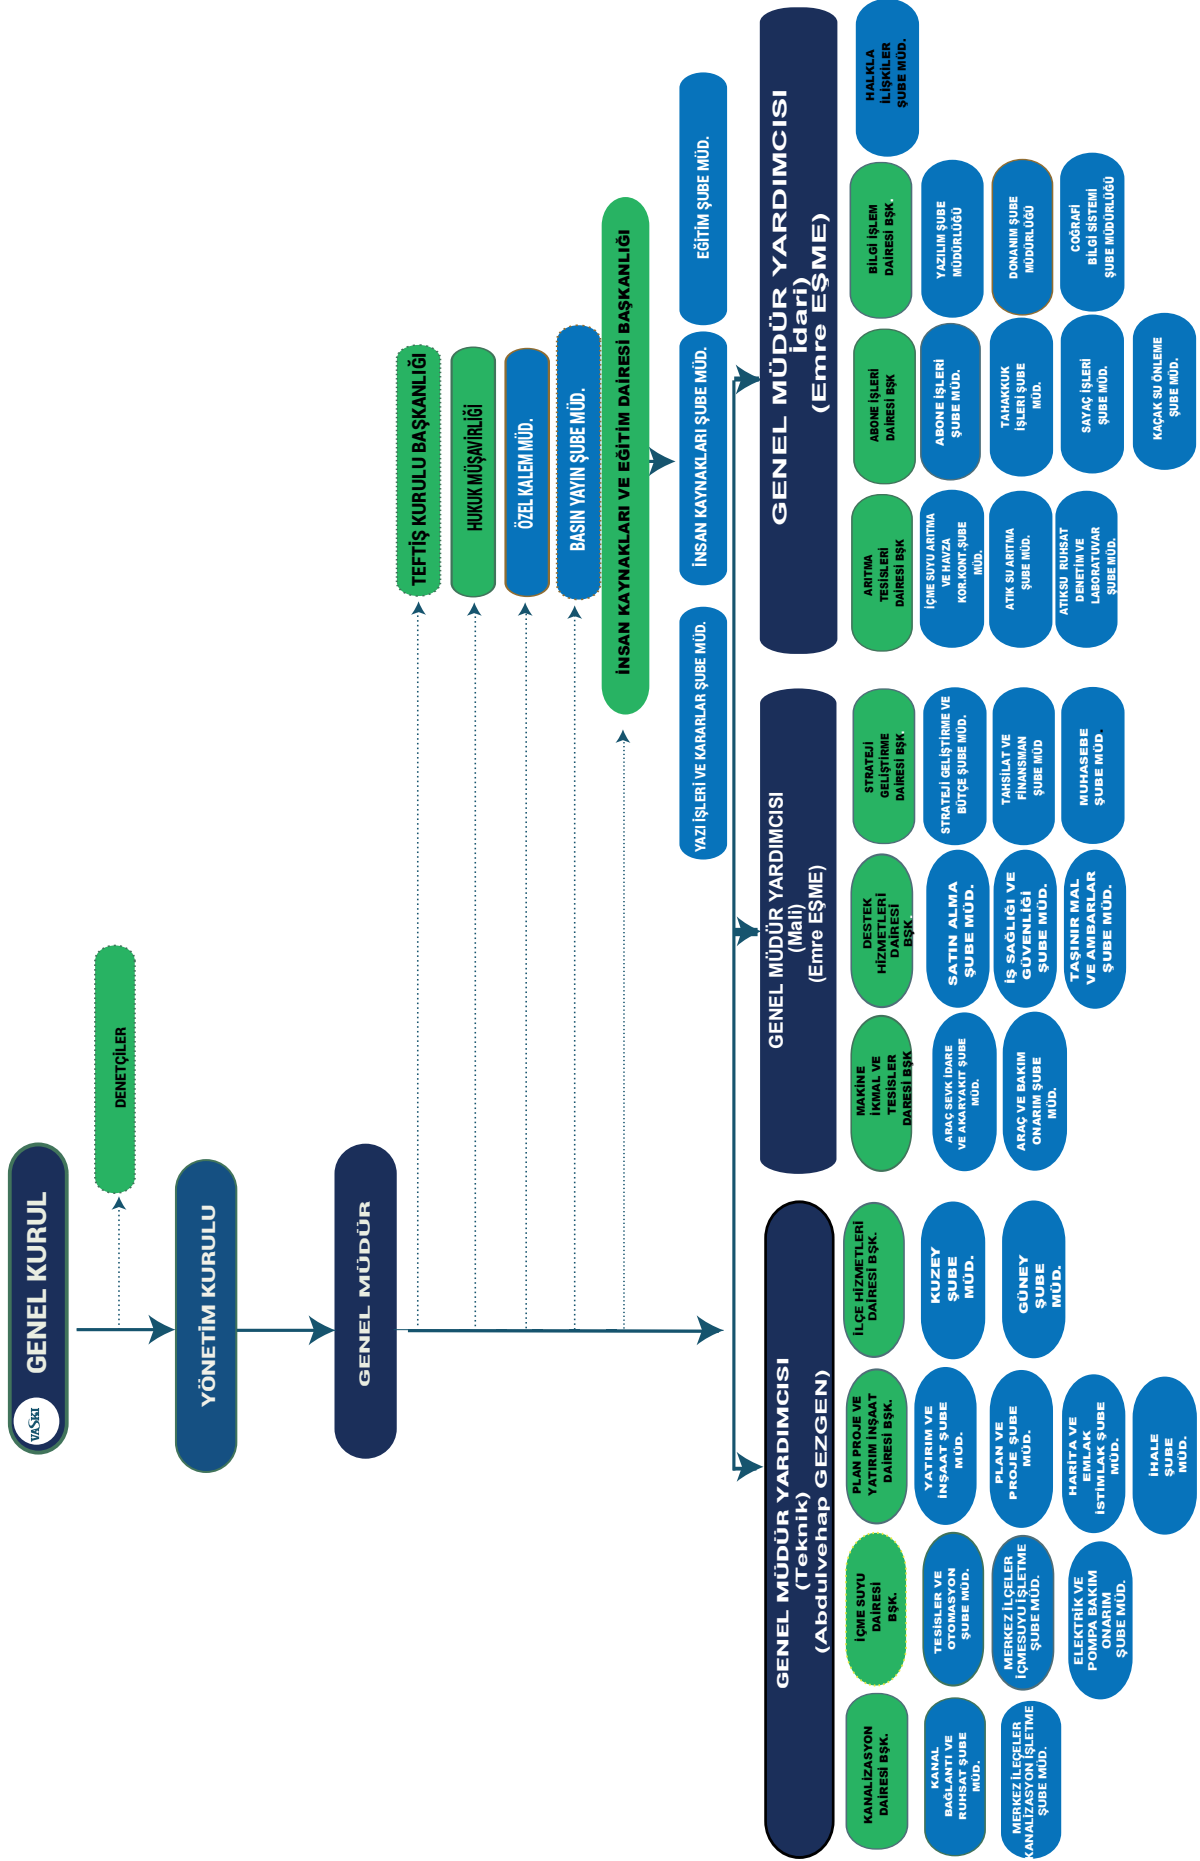 VASKİ
GENEL KURUL
DENETÇİLER
YÖNETİM KURULU
GENEL MÜDÜR
TEFTİŞ KURULU BAŞKANLIĞI
HUKUK MÜŞAVİRLİĞİ
ÖZEL KALEM MÜD.
BASIN YAYIN ŞUBE MÜD.
İNSAN KAYNAKLARI VE EĞİTİM DAİRESİ BAŞKANLIĞI
YAZI İŞLERİ VE KARARLAR ŞUBE MÜD.
İNSAN KAYNAKLARI ŞUBE MÜD.
EĞİTİM ŞUBE MÜD.
GENEL MÜDÜR YARDIMCISI
(Teknik)
(Abdulvehap GEZGEN)
KANALİZASYON
DAİRESİ BŞK.
KANAL
BAĞLANTI VE
RUHSAT ŞUBE
MÜD.
MERKEZ İLEÇELER
KANALİZASYON İŞLETME
ŞUBE MÜD.
İÇME SUYU
DAİRESİ
BŞK.
TESİSLER VE
OTOMASYON
ŞUBE MÜD.
MERKEZ İLÇELER
İÇMESUYU İŞLETME
ŞUBE MÜD.
ELEKTRİK VE
POMPA BAKIM
ONARIM
ŞUBE MÜD.
PLAN PROJE VE
YATIRIM İNŞAAT
DAİRESİ BŞK.
YATIRIM VE
İNŞAAT ŞUBE
MÜD.
PLAN VE
PROJE ŞUBE
MÜD.
HARİTA VE
EMLAK
İSTİMLAK ŞUBE
MÜD.
İHALE
ŞUBE
MÜD.
İLÇE HİZMETLERİ
DAİRESİ BŞK.
KUZEY
ŞUBE
MÜD.
GÜNEY
ŞUBE
MÜD.
GENEL MÜDÜR YARDIMCISI
(Mali)
(Emre EŞME)
MAKİNE
İKMAL VE
TESİSLER
DARESİ BŞK
ARAÇ SEVK İDARE
VE AKARYAKIT ŞUBE
MÜD.
ARAÇ VE BAKIM
ONARIM ŞUBE
MÜD.
DESTEK
HİZMETLERİ
DAİRESİ
BŞK.
SATIN ALMA
ŞUBE MÜD.
İŞ SAĞLIĞI VE
GÜVENLİĞİ
ŞUBE MÜD.
TAŞINIR MAL
VE AMBARLAR
ŞUBE MÜD.
STRATEJİ
GELİŞTİRME
DAİRESİ BŞK.
STRATEJİ GELİŞTİRME VE
BÜTÇE ŞUBE MÜD.
TAHSİLAT VE
FİNANSMAN
ŞUBE MÜD
MUHASEBE
ŞUBE MÜD.
GENEL MÜDÜR YARDIMCISI
İdari)
(Emre EŞME)
ARITMA
TESİSLERİ
DAİRESİ BŞK
İÇME SUYU ARITMA
VE HAVZA
KOR.KONT.ŞUBE
MÜD.
ATIK SU ARITMA
ŞUBE MÜD.
ATIKSU RUHSAT
DENETİM VE
LABORATUVAR
ŞUBE MÜD.
ABONE İŞLERİ
DAİRESİ BŞK
ABONE İŞLERİ
ŞUBE MÜD.
TAHAKKUK
İŞLERİ ŞUBE
MÜD.
SAYAÇ İŞLERİ
ŞUBE MÜD.
KAÇAK SU ÖNLEME
ŞUBE MÜD.
BİLGİ İŞLEM
DAİRESİ BŞK.
YAZILIM ŞUBE
MÜDÜRLÜĞÜ
DONANIM ŞUBE
MÜDÜRLÜĞÜ
COĞRAFİ
BİLGİ SİSTEMİ
ŞUBE MÜDÜRLÜĞÜ
HALKLA
İLİŞKİLER
ŞUBE MÜD.